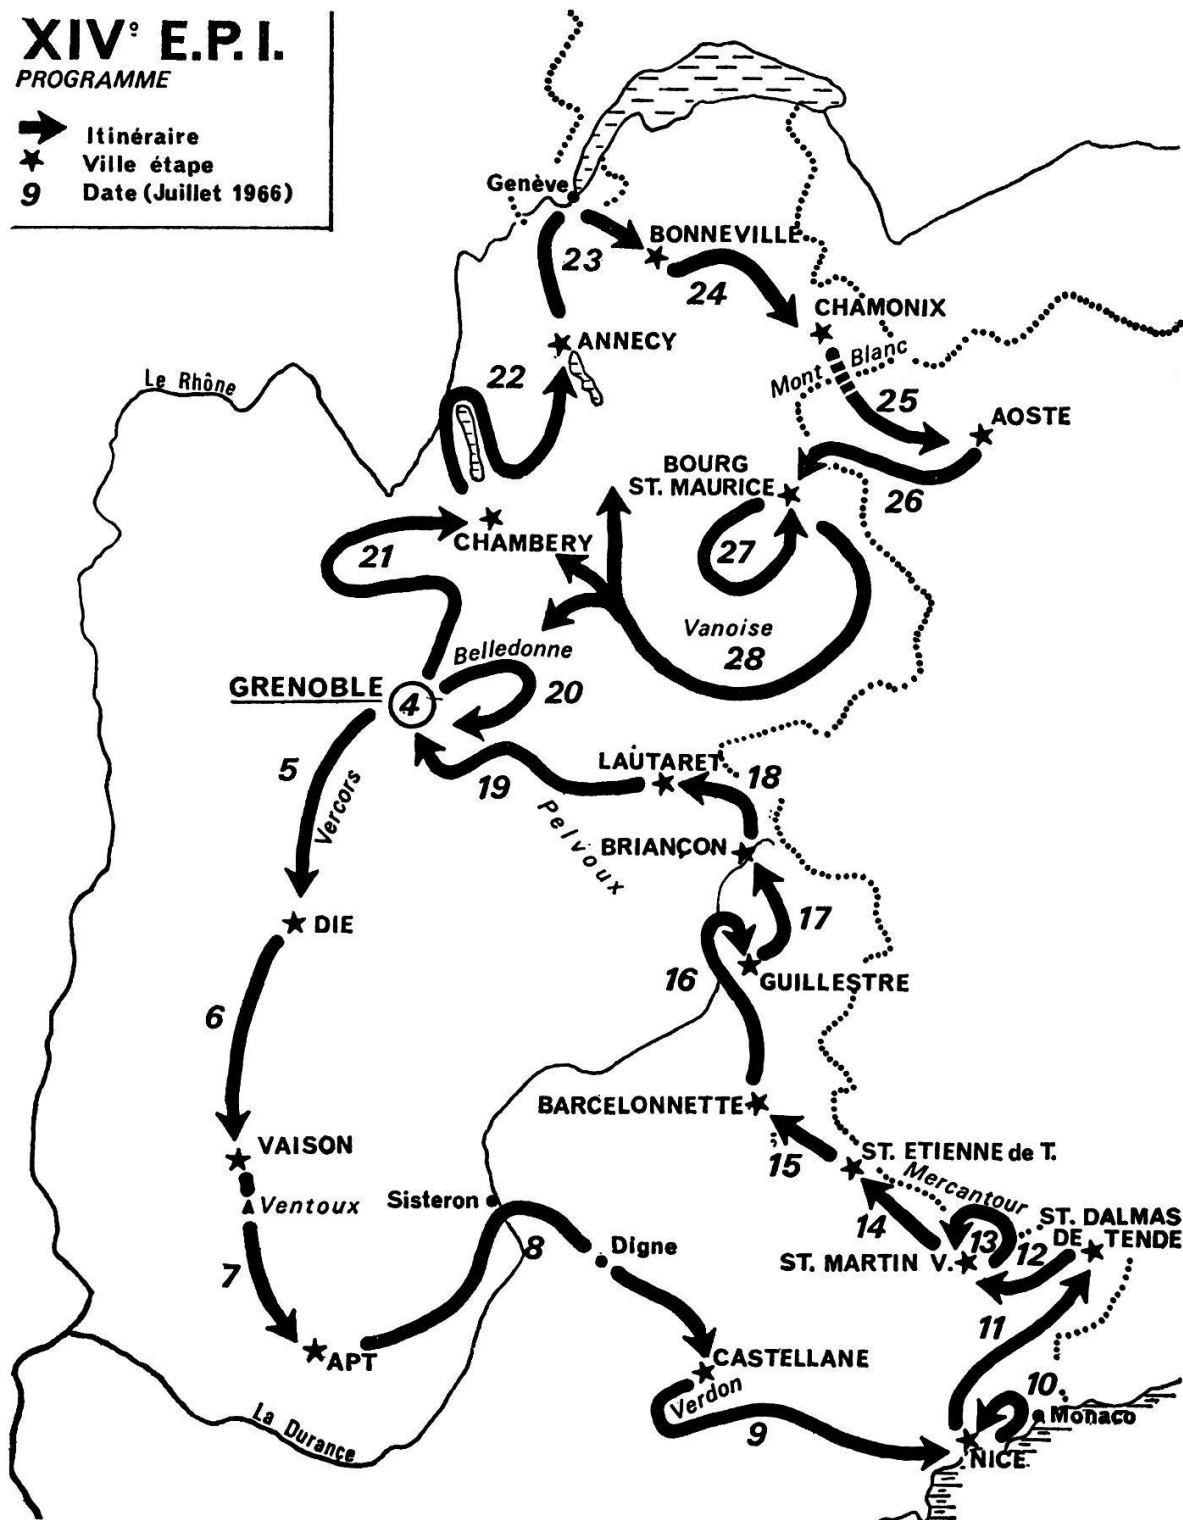 XIV° E.P.I.
PROGRAMME
Itinéraire
Ville étape
9 Date (Juillet 1966)
Genève
BONNEVILLE
23
24
CHAMONIX
ANNECY
Mont Blanc
Le Rhône
22
25
AOSTE
BOURG
ST. MAURICE
26
21
CHAMBERY
27
Vanoise
28
Belledonne
20
GRENOBLE
4
5
Vercors
19
LAUTARET
18
Pelvoux
BRIANÇON
17
DIE
16
GUILLESTRE
6
BARCELONNETTE
15
VAISON
ST. ETIENNE de T.
Mercantour
Ventoux
Sisteron
14
13
12
ST. DALMAS
DE TENDE
8
Digne
ST. MARTIN V.
7
11
APT
CASTELLANE
Verdon
10
Monaco
La Durançe
9
NICE